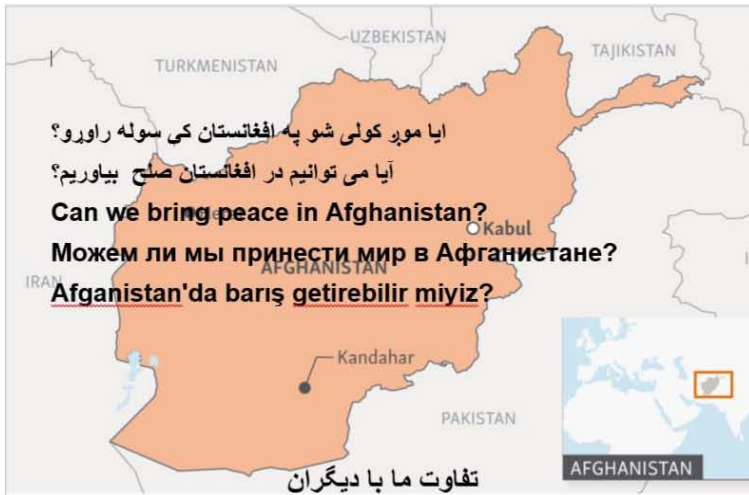 UZBEKISTAN
TAJIKISTAN
TURKMENISTAN
ایا موږ کولی شو په افغانستان کی سوله راوړو؟
آیا می توانیم در افغانستان صلح بیاوریم؟
Can we bring peace in Afghanistan?
Kabul
Можем ли мы принести мир в Афганистане?
AFGHANISTAN
IRAN
Afganistan'da barış getirebilir miyiz?
Kandahar
PAKISTAN
AFGHANISTAN
تفاوت ما با دیگران